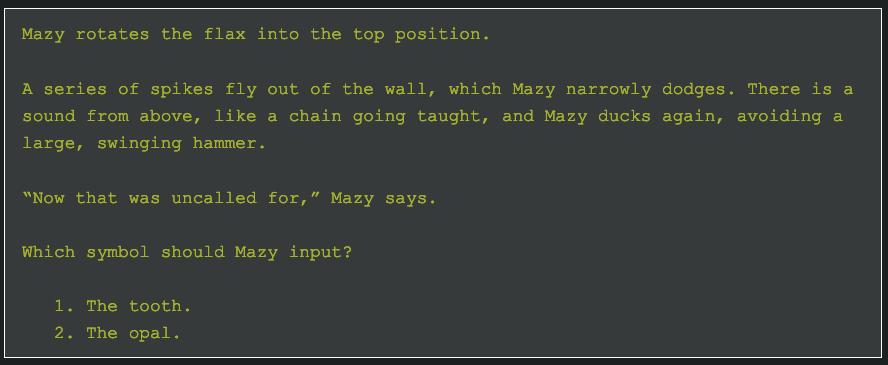 Mazy rotates the flax into the top position.
A series of spikes fly out of the wall, which Mazy narrowly dodges. There is a
sound from above, like a chain going taught, and Mazy ducks again, avoiding a
large, swinging hammer.
“Now that was uncalled for,” Mazy says.
Which symbol should Mazy input?
1. The tooth.
2. The opal.